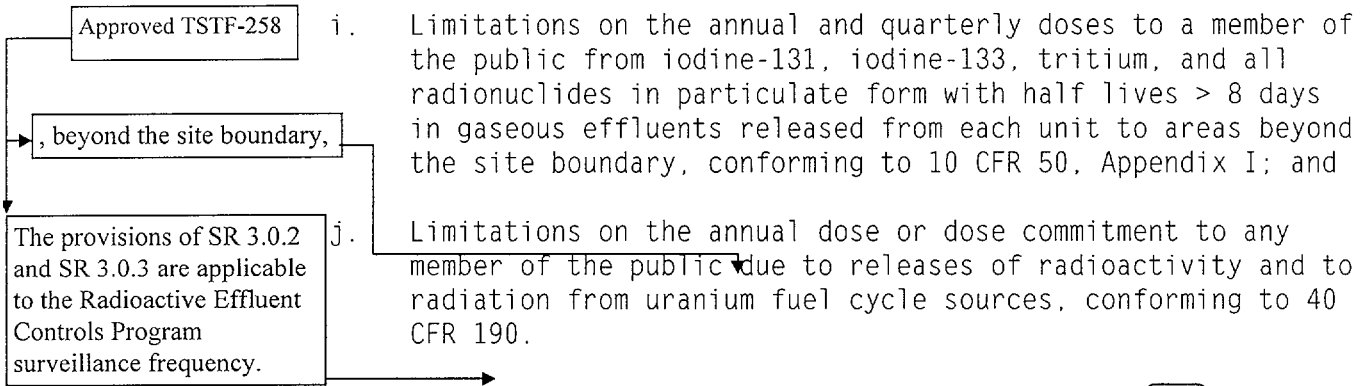 Approved TSTF-258
i. Limitations on the annual and quarterly doses to a member of
the public from iodine-131, iodine-133, tritium, and all
radionuclides in particulate form with half lives > 8 days
in gaseous effluents released from each unit to areas beyond
the site boundary, conforming to 10 CFR 50, Appendix I; and
, beyond the site boundary,
j. Limitations on the annual dose or dose commitment to any
member of the public due to releases of radioactivity and to
radiation from uranium fuel cycle sources, conforming to 40
CFR 190.
The provisions of SR 3.0.2
and SR 3.0.3 are applicable
to the Radioactive Effluent
Controls Program
surveillance frequency.